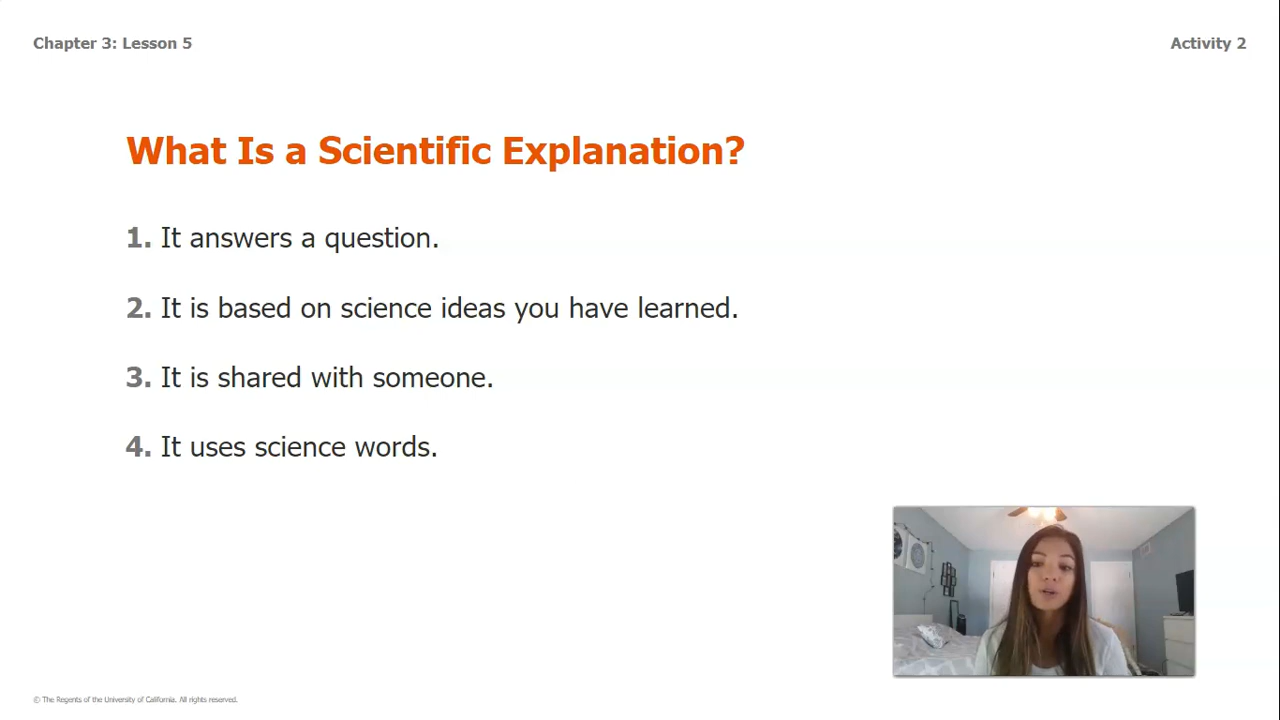 Chapter 3: Lesson 5
Activity 2
What Is a Scientific Explanation?
1. It answers a question.
2. It is based on science ideas you have learned.
3. It is shared with someone.
4. It uses science words.
© The Regents of the University of California. All rights reserved.